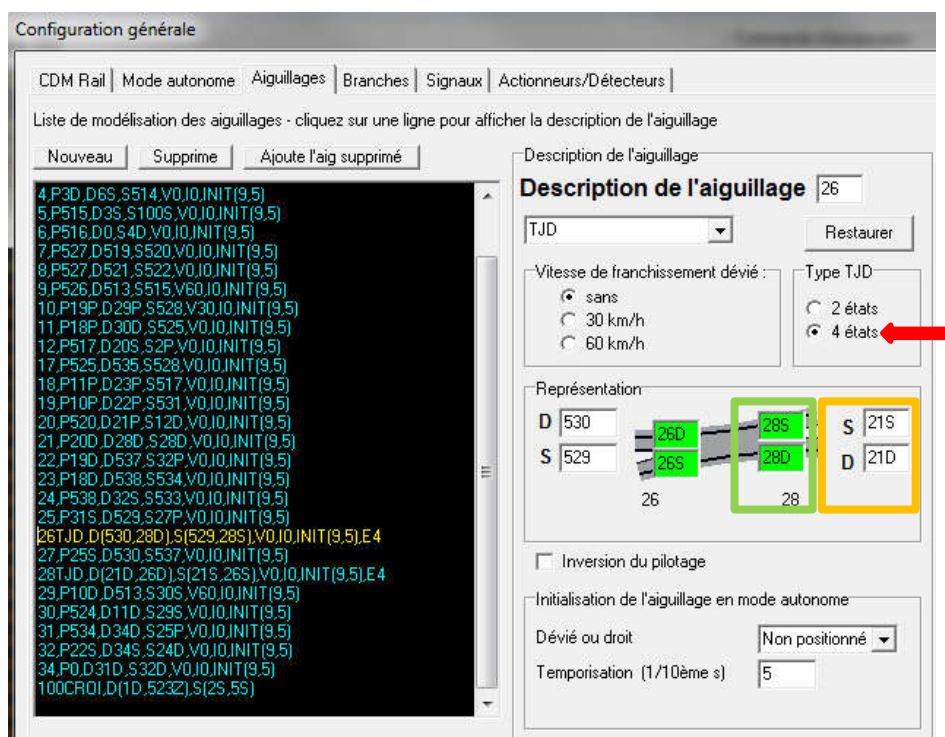 Configuration générale
CDM Rail Mode autonome Aiguillages Branches Signaux Actionneurs/Détecteurs
Liste de modélisation des aiguillages - cliquez sur une ligne pour afficher la description de l'aiguillage
Nouveau Supprime Ajoute l'aig supprimé
4,P3D,D6S,S514,V0,I0,INIT(9,5)
5,P515,D3S,S100S,V0,I0,INIT(9,5)
6,P516,D0,S4D,V0,I0,INIT(9,5)
7,P527,D519,S520,V0,I0,INIT(9,5)
8,P527,D521,S522,V0,I0,INIT(9,5)
9,P526,D513,S515,V60,I0,INIT(9,5)
10,P19P,D29P,S528,V30,I0,INIT(9,5)
11,P18P,D30D,S525,V0,I0,INIT(9,5)
12,P517,D20S,S2P,V0,I0,INIT(9,5)
17,P525,D535,S528,V0,I0,INIT(9,5)
18,P11P,D23P,S517,V0,I0,INIT(9,5)
19,P10P,D22P,S531,V0,I0,INIT(9,5)
20,P520,D21P,S12D,V0,I0,INIT(9,5)
21,P20D,D28D,S28D,V0,I0,INIT(9,5)
22,P19D,D537,S32P,V0,I0,INIT(9,5)
23,P18D,D538,S534,V0,I0,INIT(9,5)
24,P538,D32S,S533,V0,I0,INIT(9,5)
25,P31S,D529,S27P,V0,I0,INIT(9,5)
26TJD,D(530,28D),S(529,28S),V0,I0,INIT(9,5),E4
27,P25S,D530,S537,V0,I0,INIT(9,5)
28TJD,D(21D,26D),S(21S,26S),V0,I0,INIT(9,5),E4
29,P10D,D513,S30S,V60,I0,INIT(9,5)
30,P524,D11D,S29S,V0,I0,INIT(9,5)
31,P534,D34D,S25P,V0,I0,INIT(9,5)
32,P22S,D34S,S24D,V0,I0,INIT(9,5)
34,P0,D31D,S32D,V0,I0,INIT(9,5)
100CROI,D(1D,523Z),S(2S,5S)
Description de l'aiguillage
Description de l'aiguillage 26
TJD Restaurer
Vitesse de franchissement dévié :
sans
30 km/h
60 km/h
Type TJD
2 états
4 états
Représentation
D 530 26D 28S S 21S
S 529 26S 28D D 21D
26 28
Inversion du pilotage
Initialisation de l'aiguillage en mode autonome
Dévié ou droit Non positionné
Temporisation (1/10ème s) 5